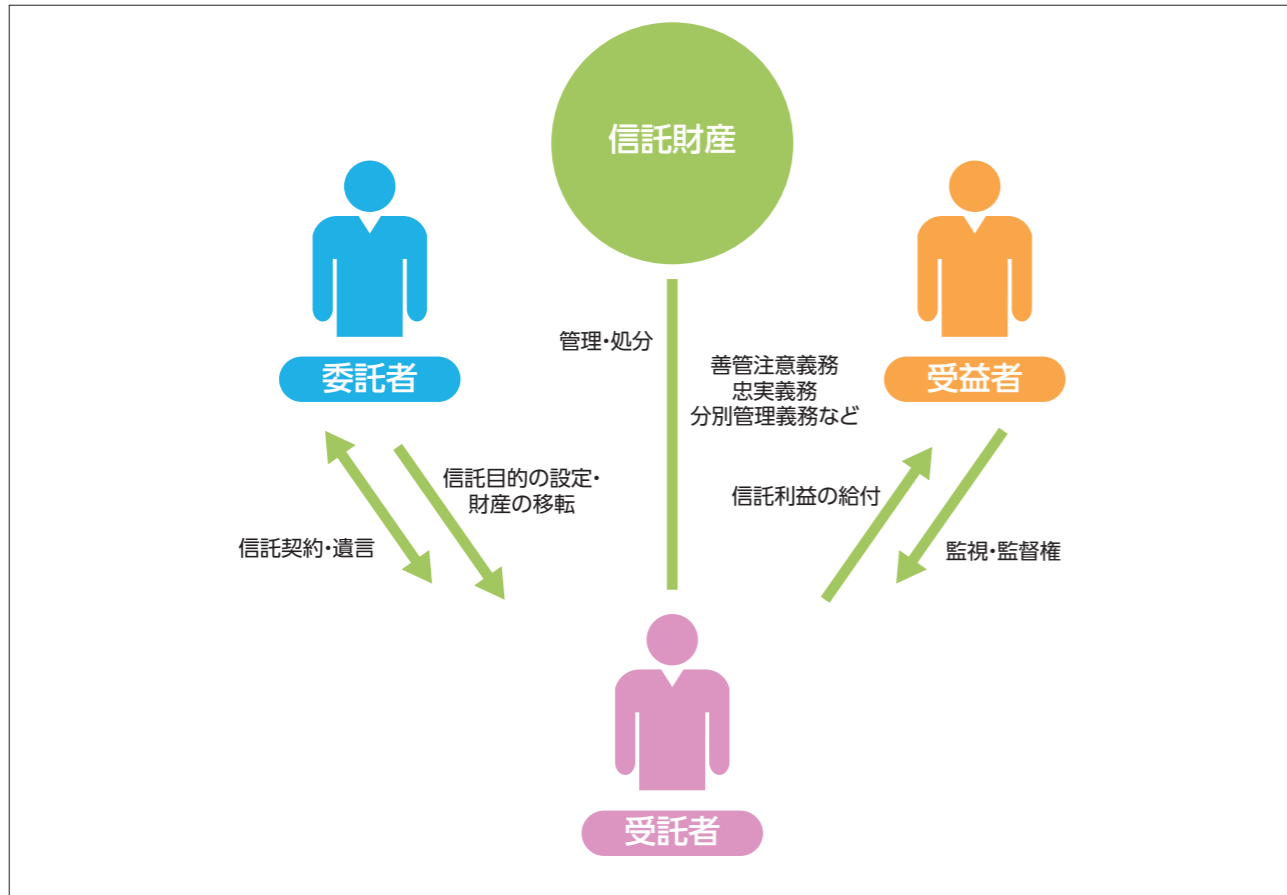 信託財産
委託者
受益者
管理・処分
善管注意義務
忠実義務
分別管理義務など
信託目的の設定・
財産の移転
信託契約・遺言
信託利益の給付
監視・監督権
受託者